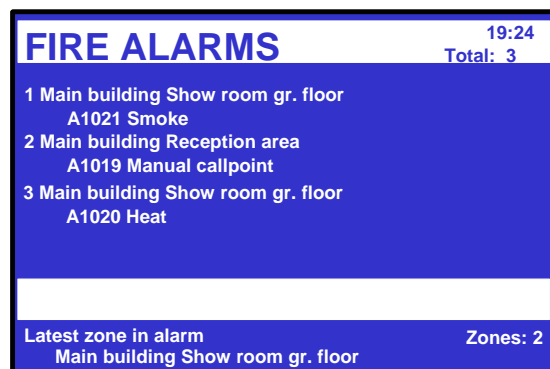 FIRE ALARMS
19:24
Total: 3
1 Main building Show room gr. floor
A1021 Smoke
2 Main building Reception area
A1019 Manual callpoint
3 Main building Show room gr. floor
A1020 Heat
Latest zone in alarm
Zones: 2
Main building Show room gr. floor